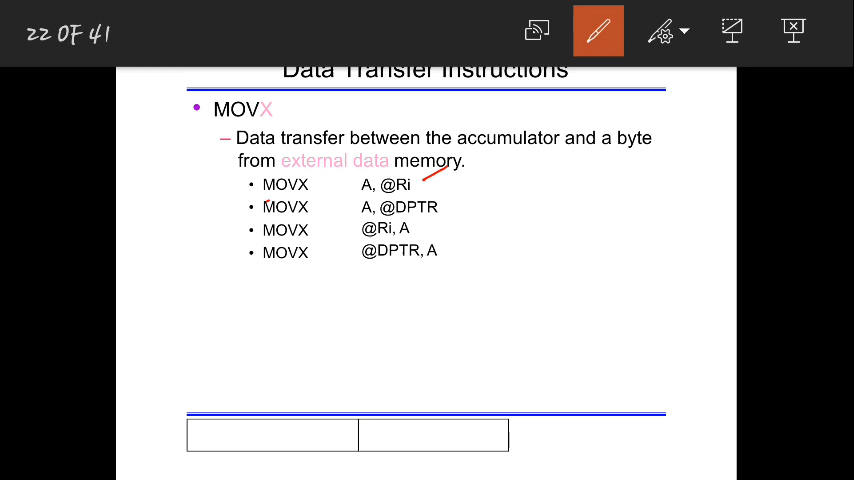 22 OF 41
Data Transfer Instructions
• MOVX
– Data transfer between the accumulator and a byte
from external data memory.
• MOVX A, @Ri
• MOVX A, @DPTR
• MOVX @Ri, A
• MOVX @DPTR, A